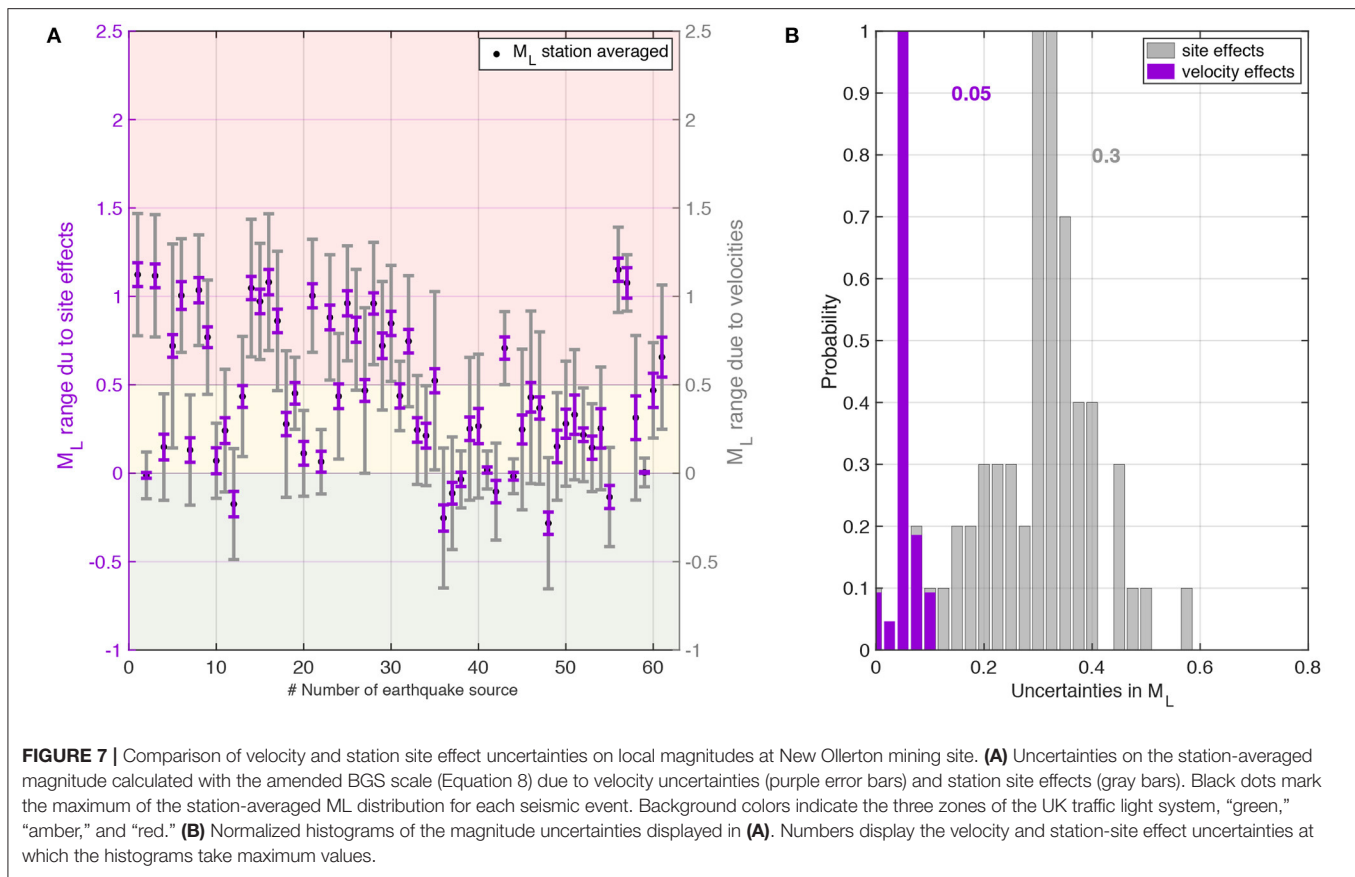 A
M_L station averaged
2.5
2
1.5
1
0.5
0
-0.5
-1
M_L range du to site effects
2.5
2
1.5
1
0.5
0
-0.5
-1
M_L range due to velocities
0 10 20 30 40 50 60
# Number of earthquake source
B
site effects
velocity effects
0.05
0.3
1
0.9
0.8
0.7
0.6
0.5
0.4
0.3
0.2
0.1
0
Probability
0 0.2 0.4 0.6 0.8
Uncertainties in M_L
FIGURE 7 | Comparison of velocity and station site effect uncertainties on local magnitudes at New Ollerton mining site. (A) Uncertainties on the station-averaged
magnitude calculated with the amended BGS scale (Equation 8) due to velocity uncertainties (purple error bars) and station site effects (gray bars). Black dots mark
the maximum of the station-averaged ML distribution for each seismic event. Background colors indicate the three zones of the UK traffic light system, “green,”
“amber,” and “red.” (B) Normalized histograms of the magnitude uncertainties displayed in (A). Numbers display the velocity and station-site effect uncertainties at
which the histograms take maximum values.